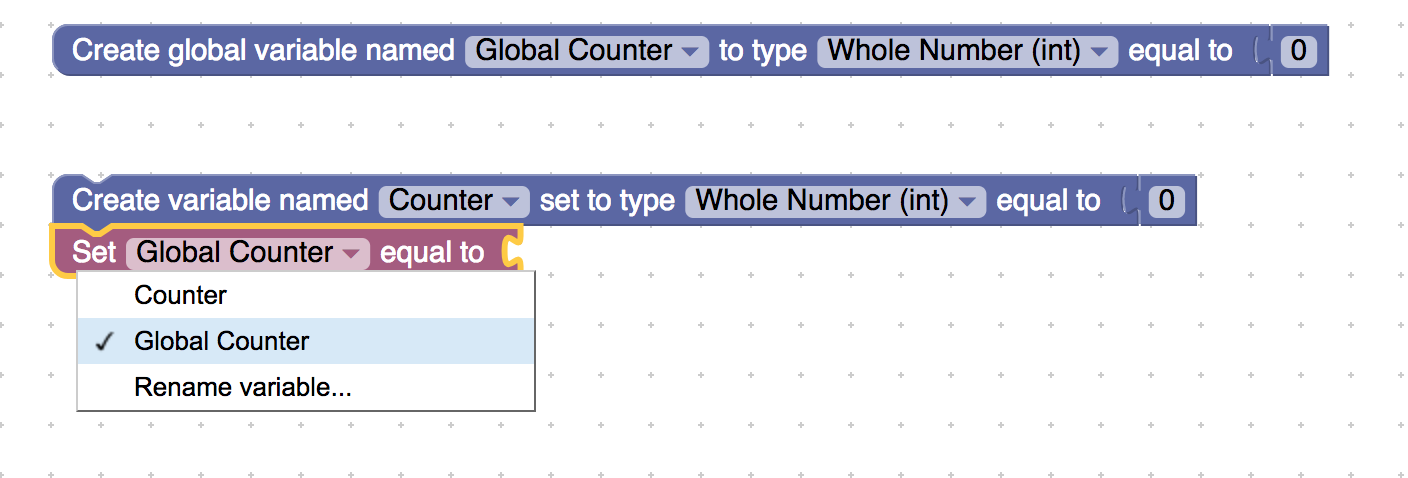 Create global variable named Global Counter to type Whole Number (int) equal to 0
Create variable named Counter set to type Whole Number (int) equal to 0
Set Global Counter equal to
Counter
✓ Global Counter
Rename variable...